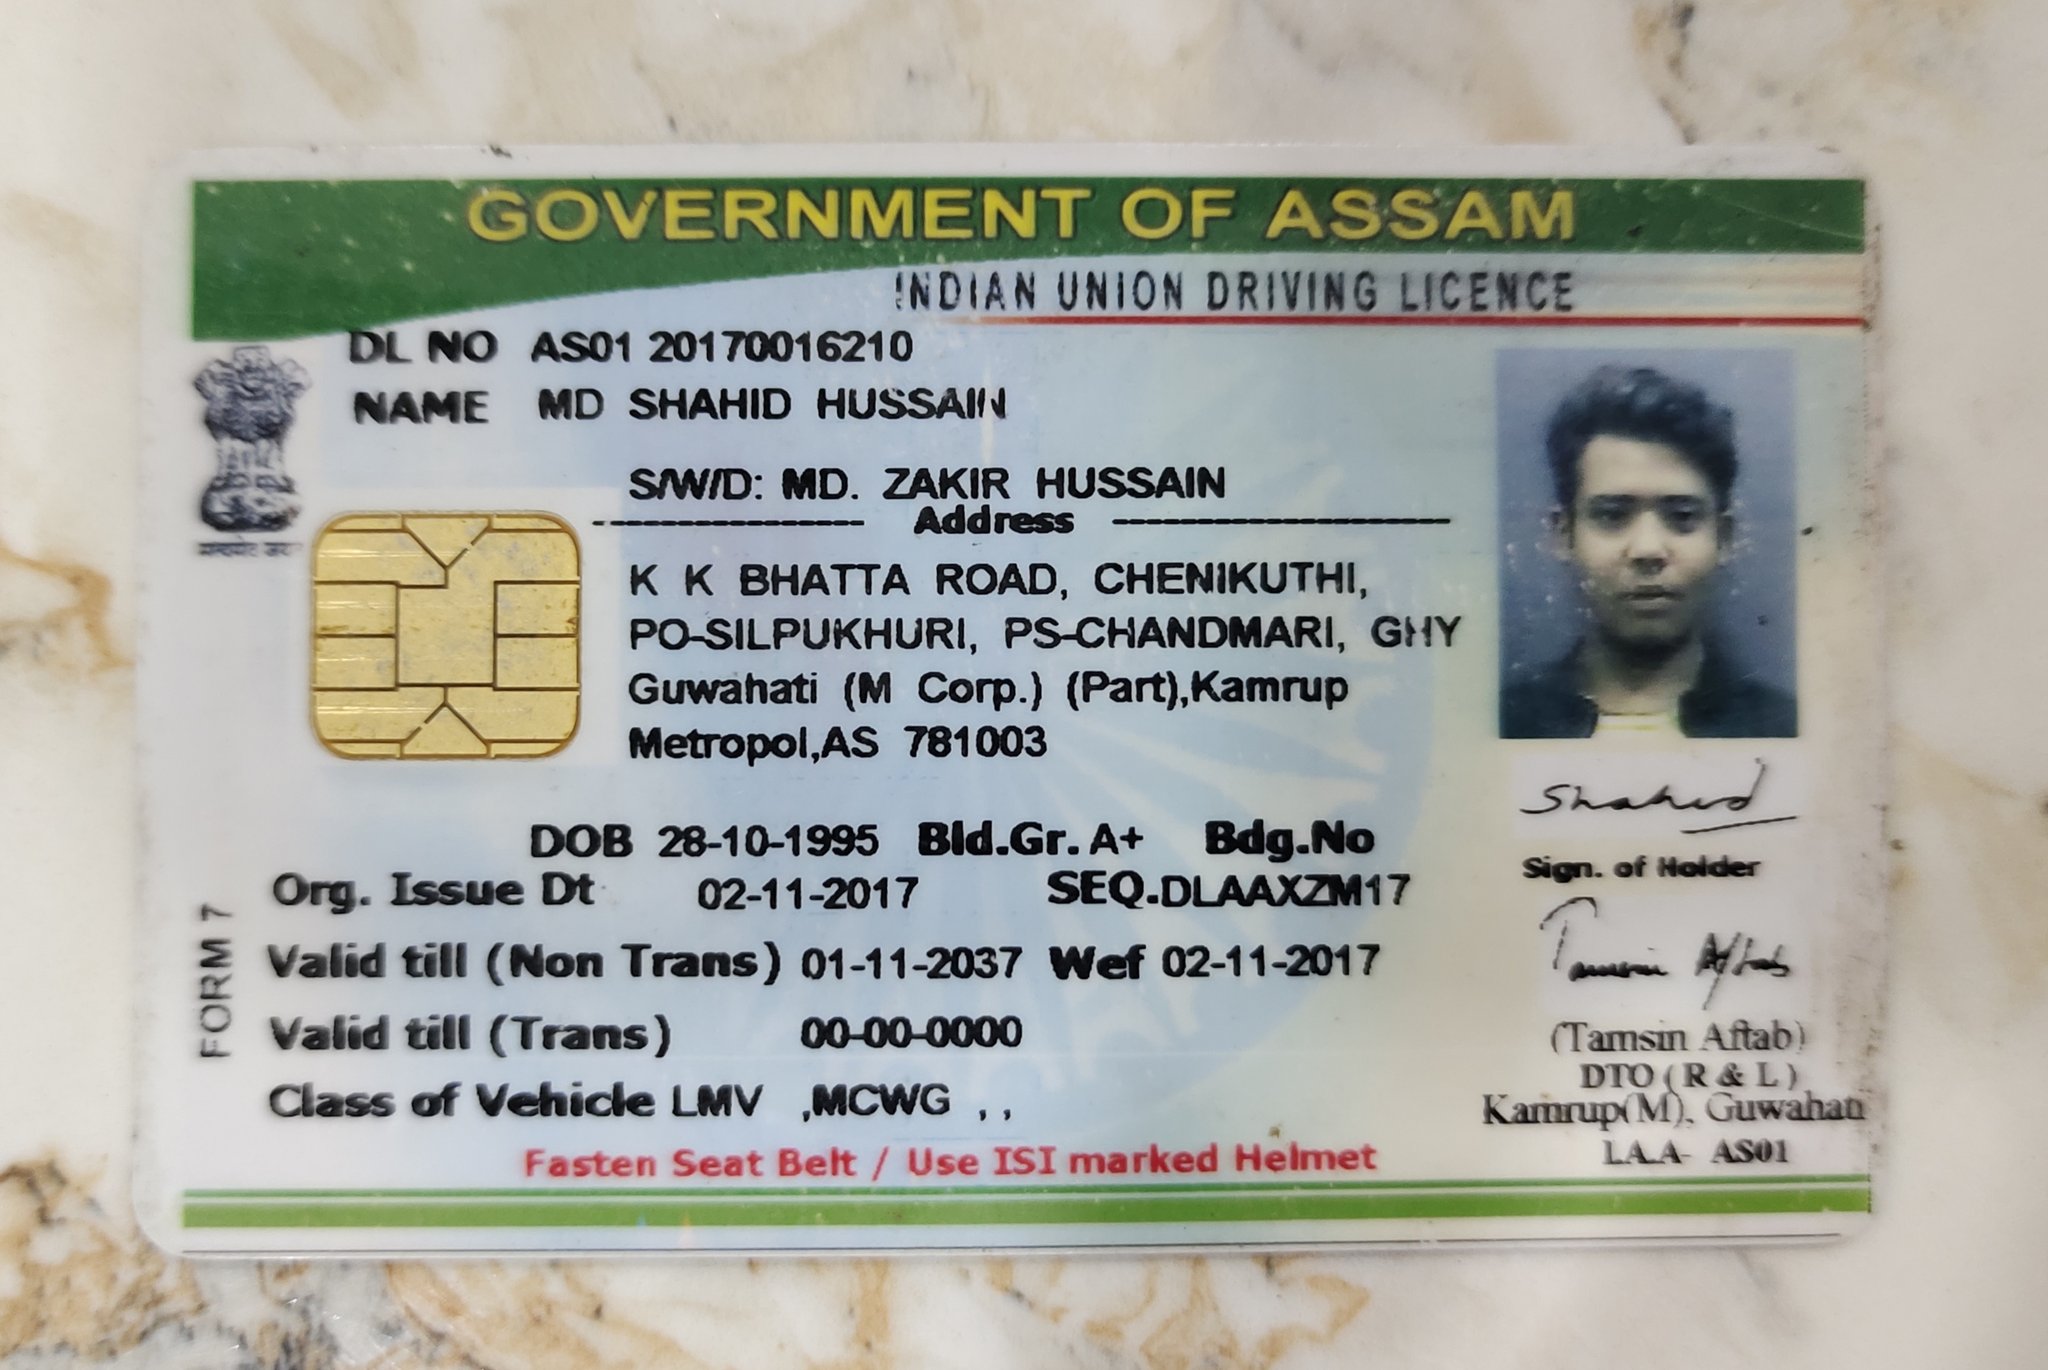 GOVERNMENT OF ASSAM
INDIAN UNION DRIVING LICENCE
DL NO AS01 20170016210
NAME MD SHAHID HUSSAIN
S/W/D: MD. ZAKIR HUSSAIN
Address
K K BHATTA ROAD, CHENIKUTHI,
PO-SILPUKHURI, PS-CHANDMARI, GHY
Guwahati (M Corp.) (Part),Kamrup
Metropol,AS 781003
DOB 28-10-1995 Bld.Gr. A+ Bdg.No
Org. Issue Dt 02-11-2017 SEQ.DLAAXZM17
Valid till (Non Trans) 01-11-2037 Wef 02-11-2017
Valid till (Trans) 00-00-0000
Class of Vehicle LMV ,MCWG , ,
Fasten Seat Belt / Use ISI marked Helmet
FORM 7
Shahid
Sign. of Holder
Tamsin Aftab
(Tamsin Aftab)
DTO ( R & L )
Kamrup(M), Guwahati
LA.A- AS01